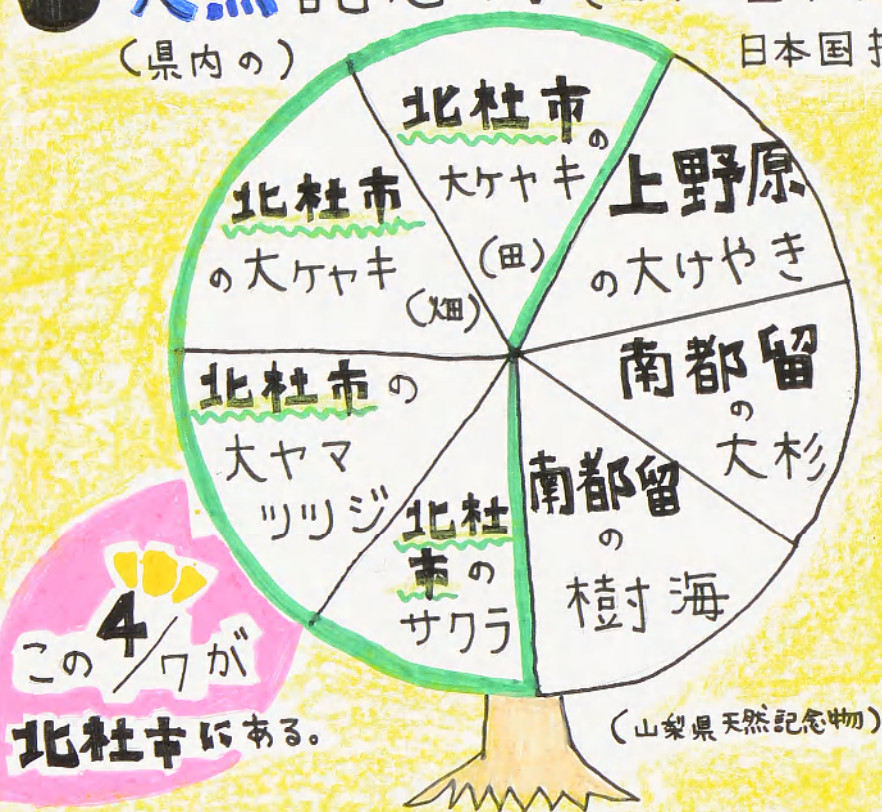 天然記念
(県内の)
日本国
北杜市の
大ケヤキ
(田)
上野原
の大けやき
北杜市
の大ケヤキ
(畑)
南都留
の
大杉
北杜市の
大ヤマ
ツツジ
南都留
の
樹海
北杜
市の
サクラ
この4/7が
北杜市にある。
(山梨県天然記念物)